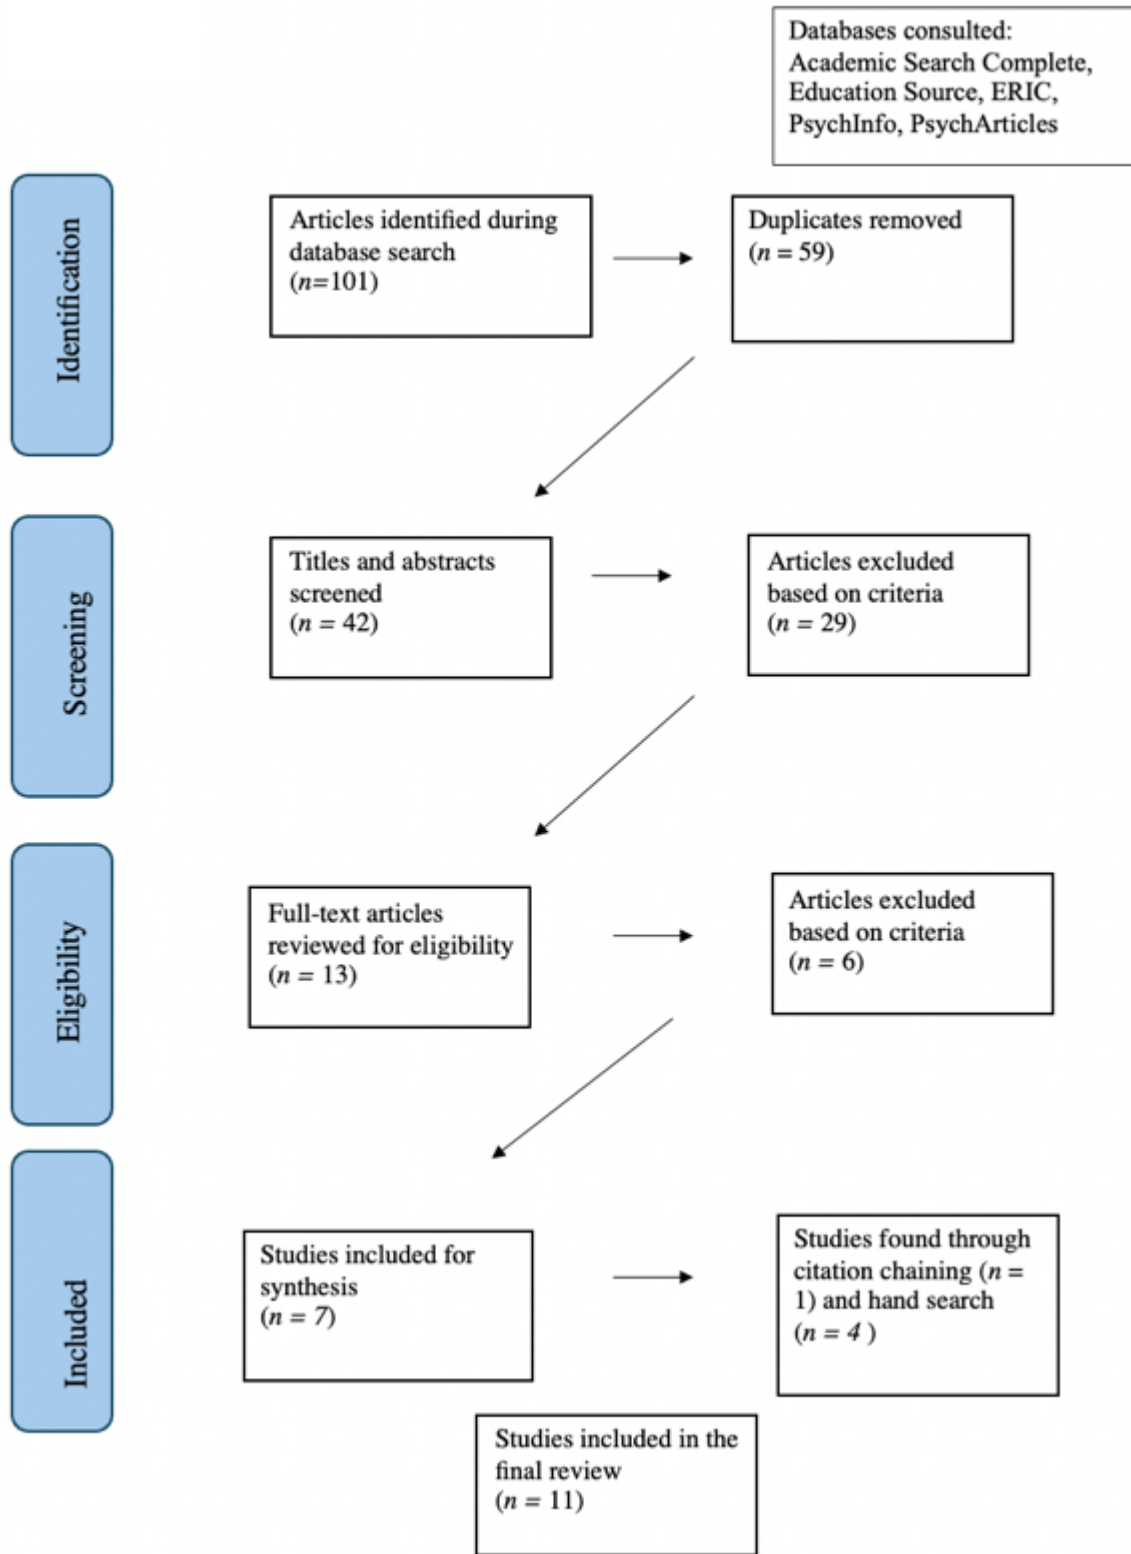 Databases consulted:
Academic Search Complete,
Education Source, ERIC,
PsychInfo, PsychArticles
Identification
Articles identified during
database search
(n=101)
Duplicates removed
(n = 59)
Screening
Titles and abstracts
screened
(n = 42)
Articles excluded
based on criteria
(n = 29)
Eligibility
Full-text articles
reviewed for eligibility
(n = 13)
Articles excluded
based on criteria
(n = 6)
Included
Studies included for
synthesis
(n = 7)
Studies found through
citation chaining (n =
1) and hand search
(n = 4 )
Studies included in the
final review
(n = 11)